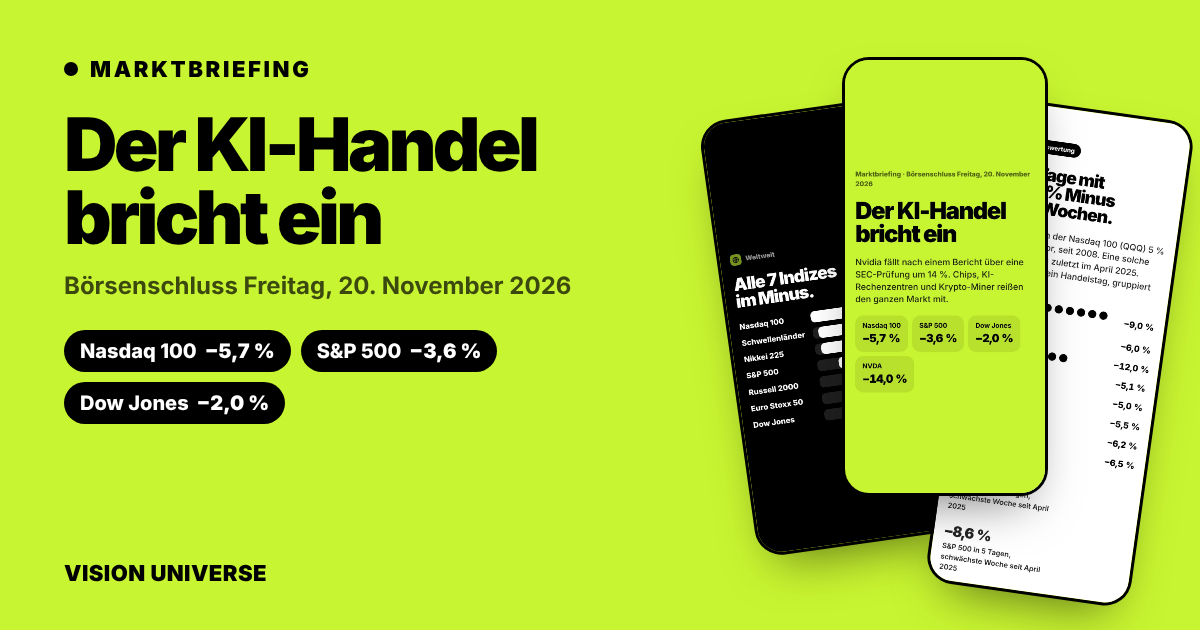 MARKTBRIEFING
Der KI-Handel
bricht ein
Börsenschluss Freitag, 20. November 2026
Nasdaq 100 −5,7 %
S&P 500 −3,6 %
Dow Jones −2,0 %
VISION UNIVERSE
Weltweit
Alle 7 Indizes
im Minus.
Nasdaq 100
Schwellenländer
Nikkei 225
S&P 500
Russell 2000
Euro Stoxx 50
Dow Jones
Marktbriefing · Börsenschluss Freitag, 20. November
2026
Der KI-Handel
bricht ein
Nvidia fällt nach einem Bericht über eine
SEC-Prüfung um 14 %. Chips, KI-
Rechenzentren und Krypto-Miner reißen
den ganzen Markt mit.
Nasdaq 100
−5,7 %
S&P 500
−3,6 %
Dow Jones
−2,0 %
NVDA
−14,0 %
mit
% Minus
Wochen.
der Nasdaq 100 (QQQ) 5 %
seit 2008. Eine solche
zuletzt im April 2025.
ein Handelstag, gruppiert
−9,0 %
−6,0 %
−12,0 %
−5,1 %
−5,0 %
−5,5 %
−6,2 %
−6,5 %
schwächste Woche seit April
2025
−8,6 %
S&P 500 in 5 Tagen,
schwächste Woche seit April
2025